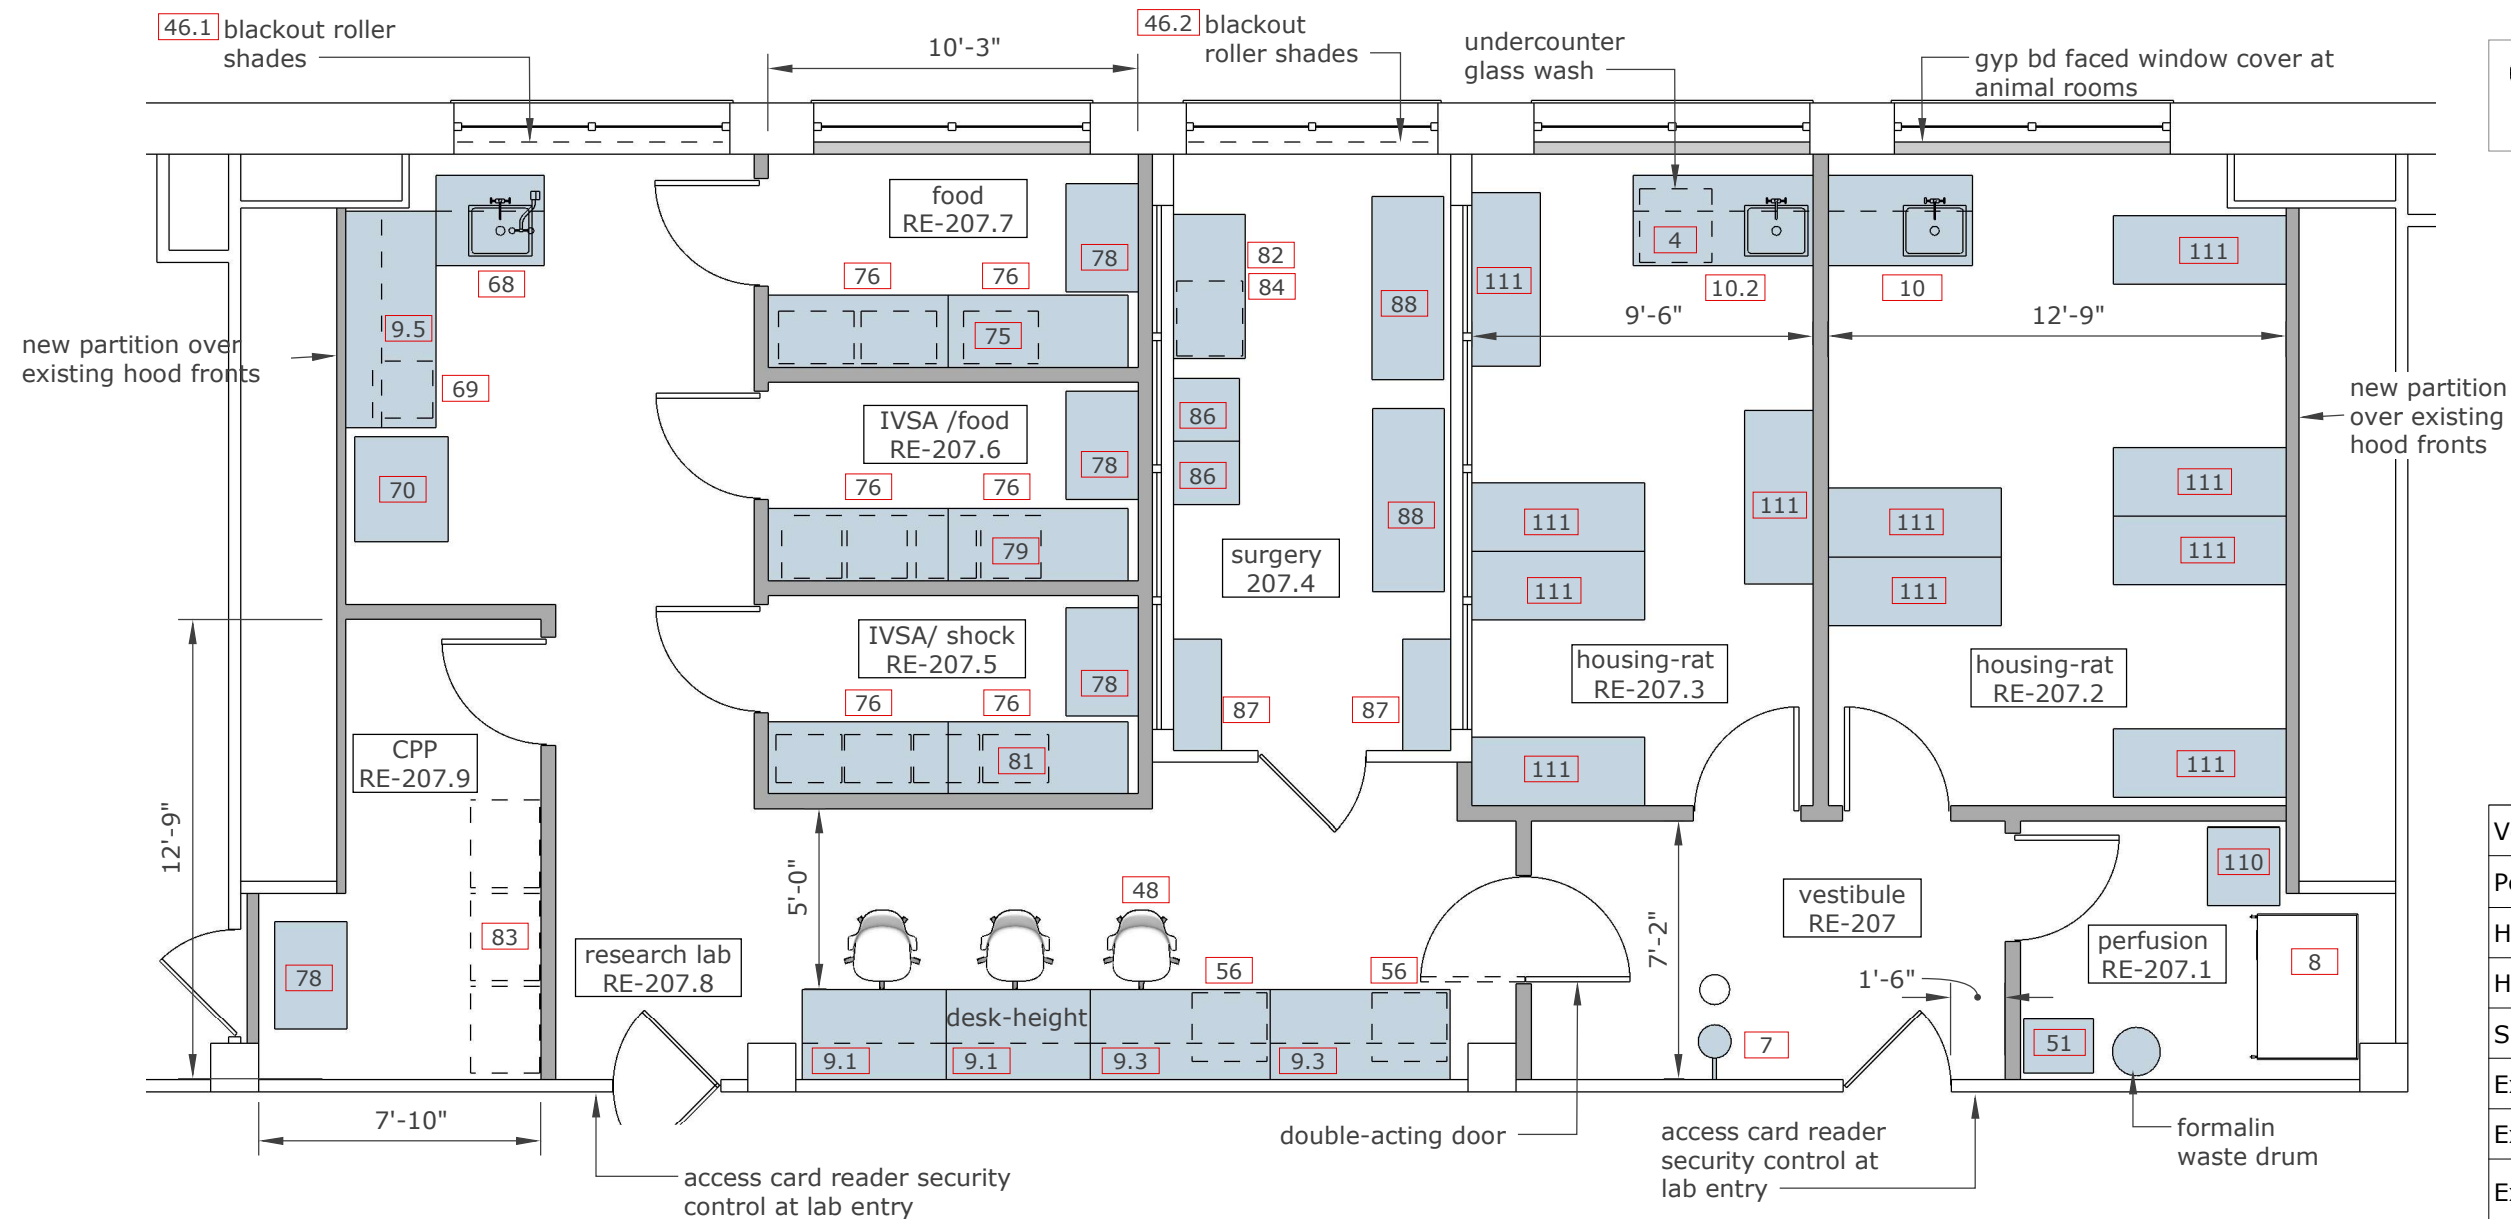 46.1 blackout roller
shades
10'-3"
46.2 blackout
roller shades
undercounter
glass wash
gyp bd faced window cover at
animal rooms
food
RE-207.7
78
76
76
75
68
9.5
69
70
new partition over
existing hood fronts
IVSA /food
RE-207.6
78
76
76
79
IVSA/ shock
RE-207.5
78
76
76
81
82
84
86
86
88
88
surgery
207.4
87
87
111
4
10.2
9'-6"
111
111
111
111
housing-rat
RE-207.3
10
12'-9"
111
111
111
111
111
111
housing-rat
RE-207.2
new partition
over existing
hood fronts
CPP
RE-207.9
12'-9"
83
78
7'-10"
research lab
RE-207.8
5'-0"
48
56
56
desk-height
9.1
9.1
9.3
9.3
vestibule
RE-207
7'-2"
7
1'-6"
110
perfusion
RE-207.1
8
51
access card reader security
control at lab entry
double-acting door
access card reader
security control at
lab entry
formalin
waste drum
V
H
H
S